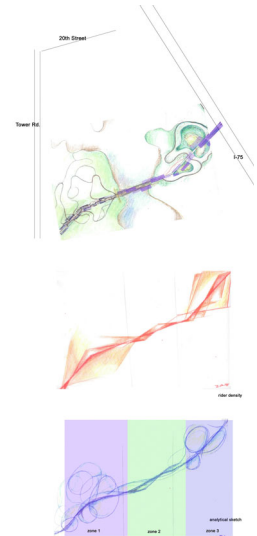 20th Street
Tower Rd.
I-75
rider density
analytical sketch
zone 1
zone 2
zone 3